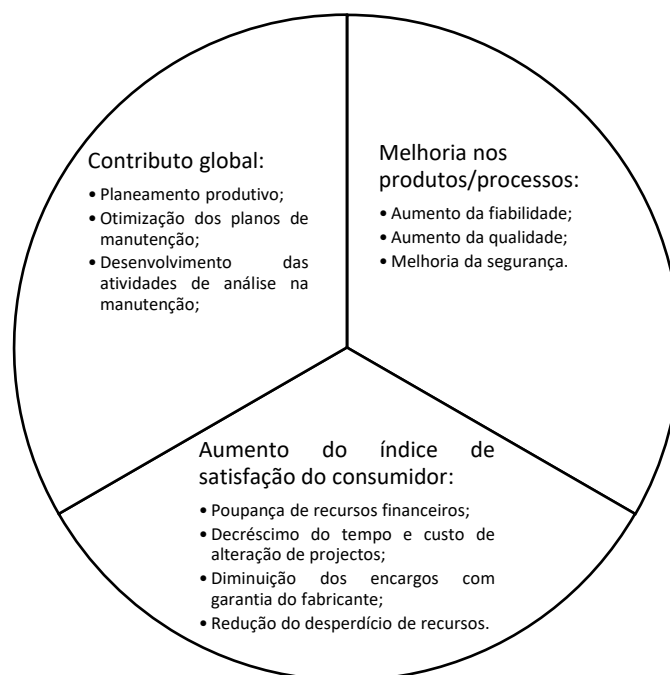 Contributo global:
• Planeamento produtivo;
• Otimização dos planos de
manutenção;
• Desenvolvimento das
atividades de análise na
manutenção;
Melhoria nos
produtos/processos:
• Aumento da fiabilidade;
• Aumento da qualidade;
• Melhoria da segurança.
Aumento do índice de
satisfação do consumidor:
• Poupança de recursos financeiros;
• Decréscimo do tempo e custo de
alteração de projectos;
• Diminuição dos encargos com
garantia do fabricante;
• Redução do desperdício de recursos.